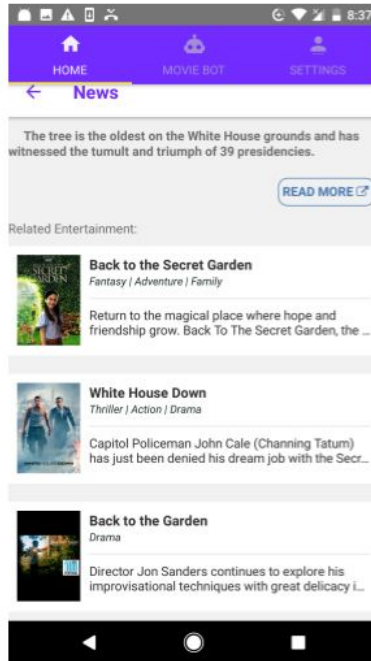 8:37
HOME
MOVIE BOT
SETTINGS
News
The tree is the oldest on the White House grounds and has
witnessed the tumult and triumph of 39 presidencies.
READ MORE
Related Entertainment:
Back to the Secret Garden
Fantasy | Adventure | Family
Return to the magical place where hope and
friendship grow. Back To The Secret Garden, the ...
White House Down
Thriller | Action | Drama
Capitol Policeman John Cale (Channing Tatum)
has just been denied his dream job with the Secr...
Back to the Garden
Drama
Director Jon Sanders continues to explore his
improvisational techniques with great delicacy i...